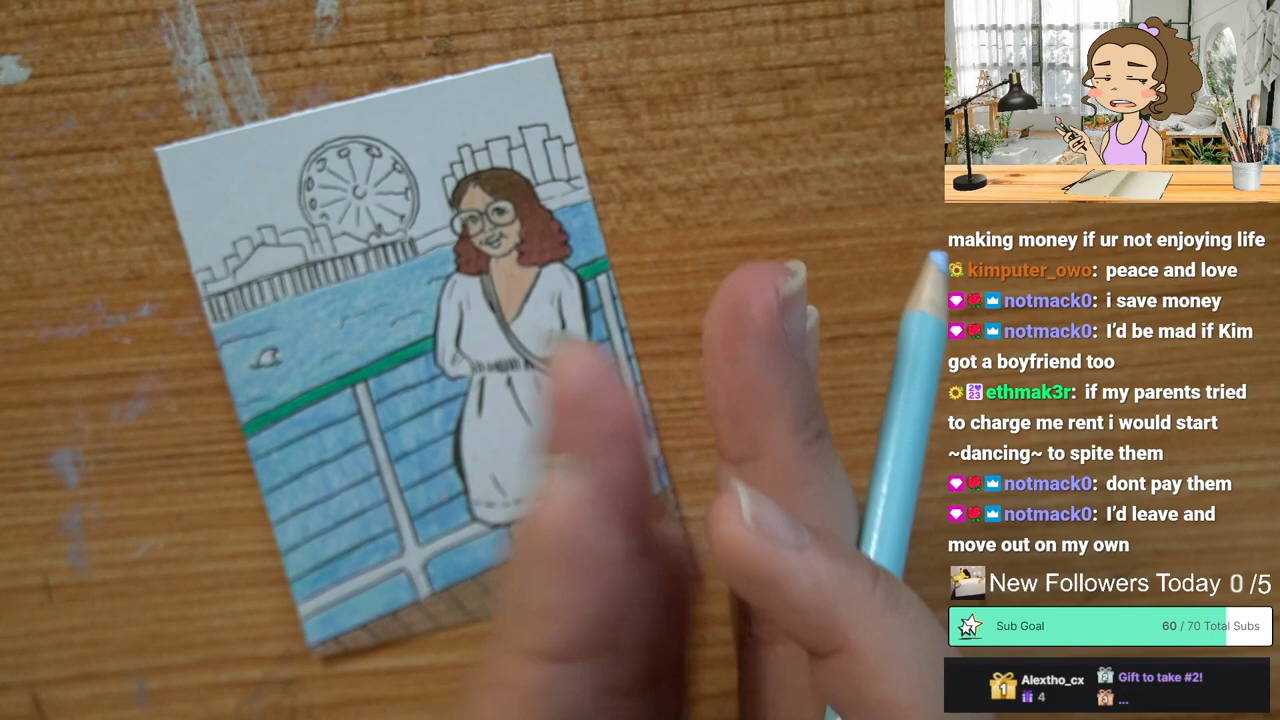 making money if ur not enjoying life
kimputer_owo: peace and love
notmack0: i save money
notmack0: I'd be mad if Kim
got a boyfriend too
ethmak3r: if my parents tried
to charge me rent i would start
~dancing~ to spite them
notmack0: dont pay them
notmack0: I'd leave and
move out on my own
New Followers Today 0 /5
Sub Goal 60 / 70 Total Subs
1 Alextho_cx
4
Gift to take #2!
...